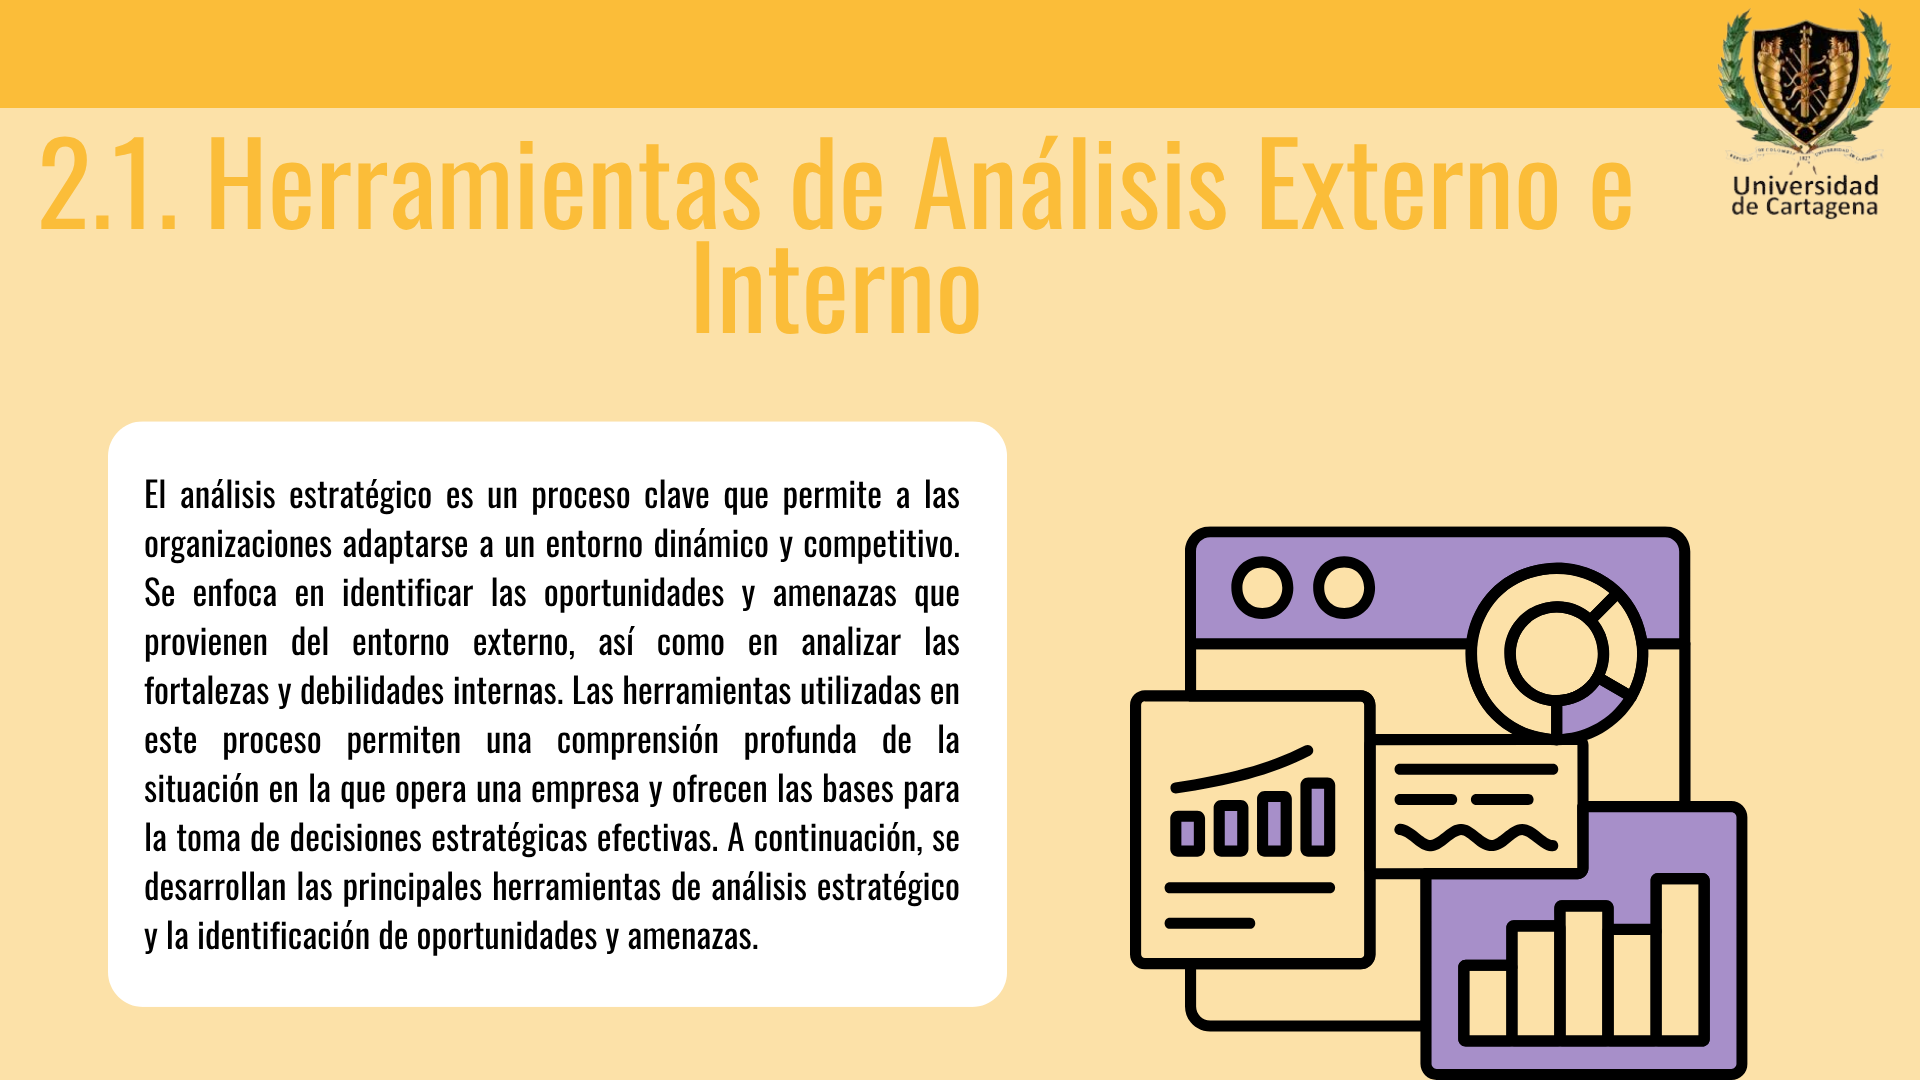 2.1. Herramientas de Análisis Externo e
Interno
Universidad
de Cartagena
El análisis estratégico es un proceso clave que permite a las
organizaciones adaptarse a un entorno dinámico y competitivo.
Se enfoca en identificar las oportunidades y amenazas que
provienen del entorno externo, así como en analizar las
fortalezas y debilidades internas. Las herramientas utilizadas en
este proceso permiten una comprensión profunda de la
situación en la que opera una empresa y ofrecen las bases para
la toma de decisiones estratégicas efectivas. A continuación, se
desarrollan las principales herramientas de análisis estratégico
y la identificación de oportunidades y amenazas.